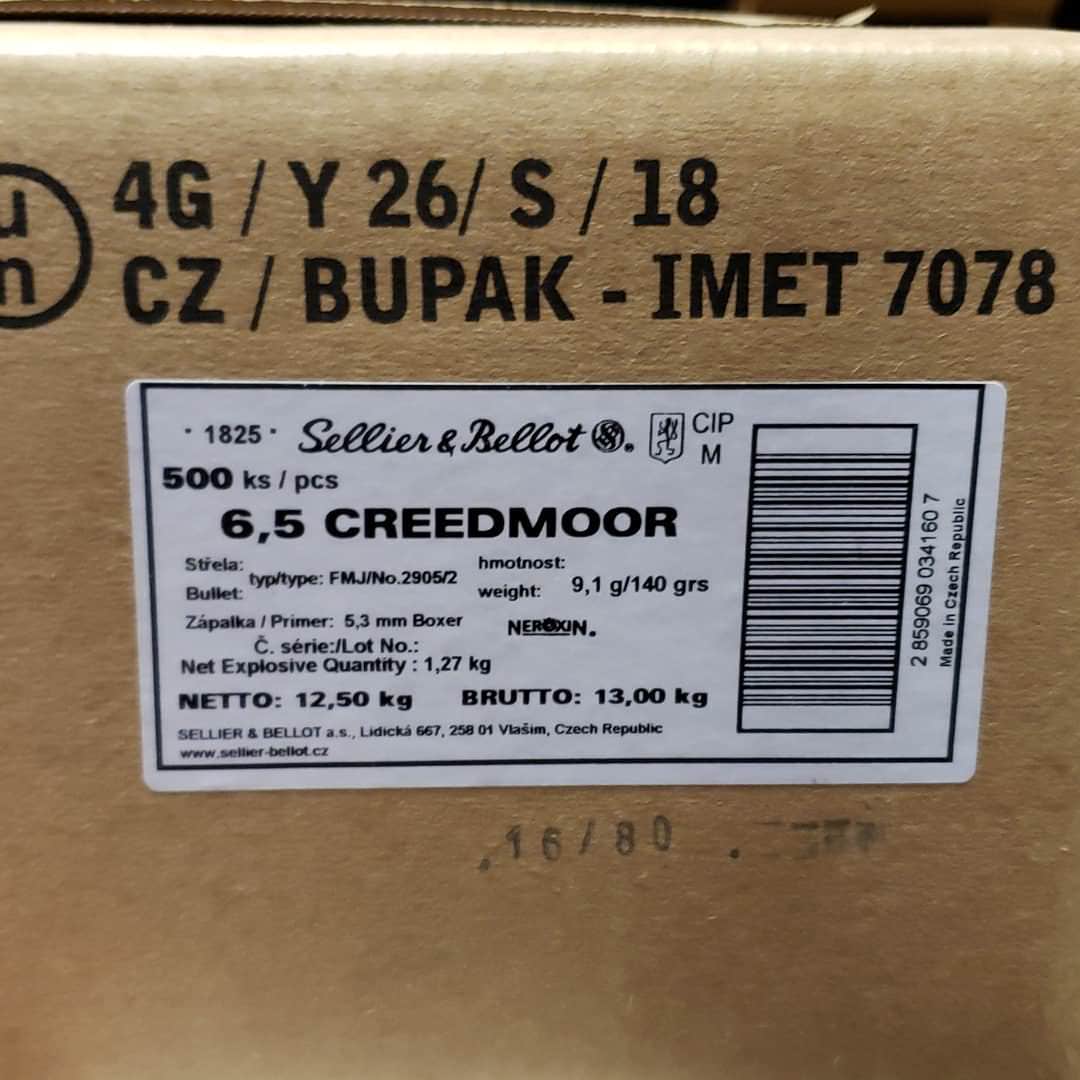 un
4G / Y 26/ S / 18
CZ / BUPAK - IMET 7078
· 1825 · Sellier & Bellot SB. CIP M
500 ks / pcs
6,5 CREEDMOOR
Střela: Bullet: typ/type: FMJ/No.2905/2 hmotnost: weight: 9,1 g/140 grs
Zápalka / Primer: 5,3 mm Boxer NEROXIN.
Č. série:/Lot No.:
Net Explosive Quantity : 1,27 kg
NETTO: 12,50 kg BRUTTO: 13,00 kg
SELLIER & BELLOT a.s., Lidická 667, 258 01 Vlašim, Czech Republic
www.sellier-bellot.cz
2 859069 034160 7
Made in Czech Republic
16/80